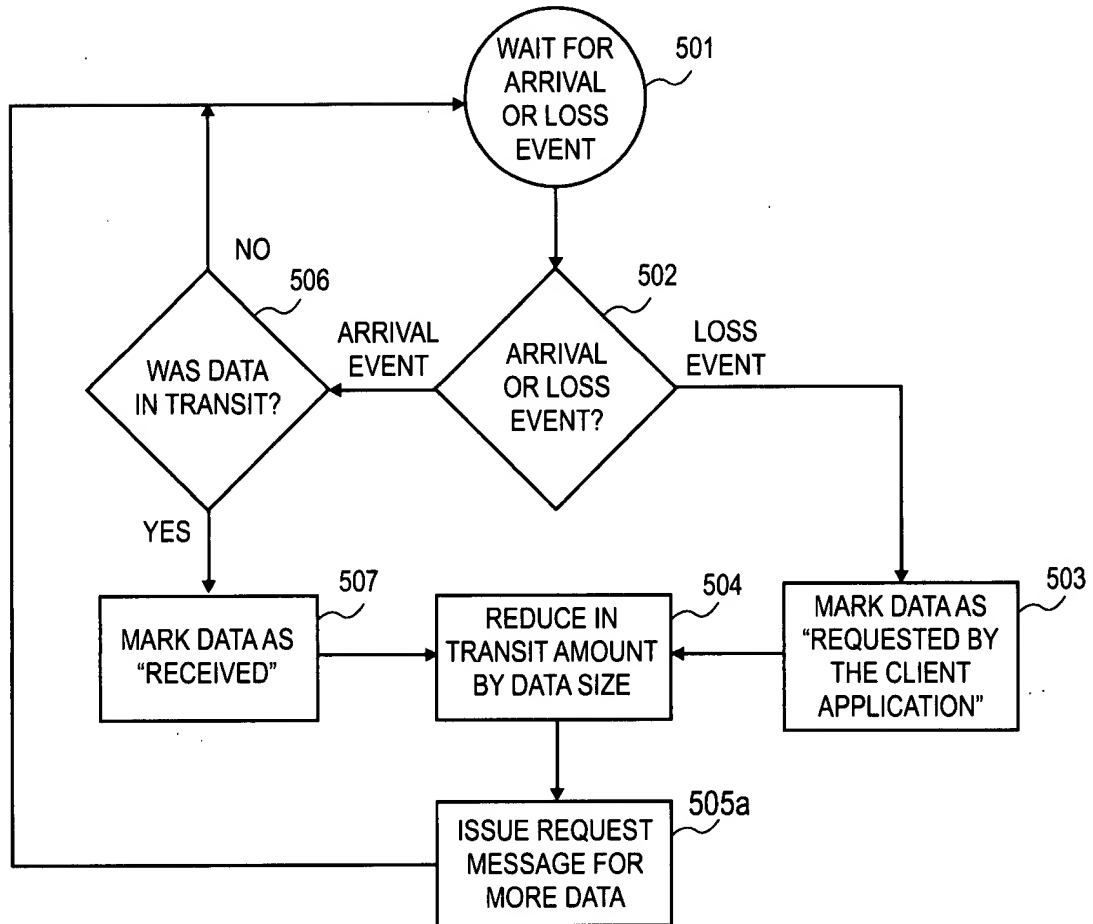 WAIT FOR
ARRIVAL
OR LOSS
EVENT
501
NO
506
502
ARRIVAL
EVENT
LOSS
EVENT
WAS DATA
IN TRANSIT?
ARRIVAL
OR LOSS
EVENT?
YES
507
504
503
MARK DATA AS
"RECEIVED"
REDUCE IN
TRANSIT AMOUNT
BY DATA SIZE
MARK DATA AS
"REQUESTED BY
THE CLIENT
APPLICATION"
505a
ISSUE REQUEST
MESSAGE FOR
MORE DATA